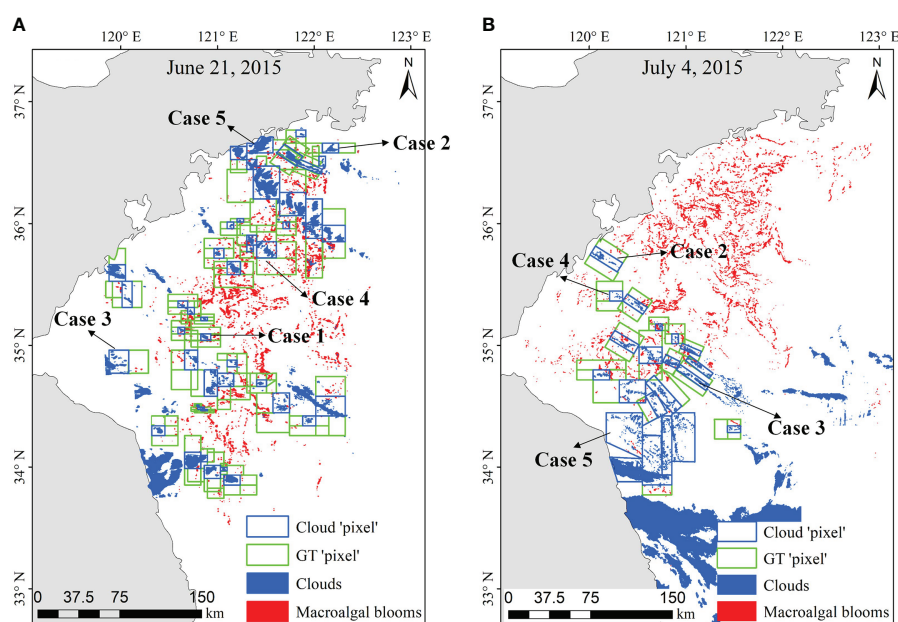 A
120° E 121° E 122° E 123° E
June 21, 2015
N
37° N
36° N
35° N
34° N
33° N
Case 5
Case 2
Case 4
Case 3
Case 1
Cloud 'pixel'
GT 'pixel'
Clouds
Macroalgal blooms
0 37.5 75 150
km
B
120° E 121° E 122° E 123° E
July 4, 2015
N
37° N
36° N
35° N
34° N
33° N
Case 2
Case 4
Case 3
Case 5
Cloud 'pixel'
GT 'pixel'
Clouds
Macroalgal blooms
0 37.5 75 150
km